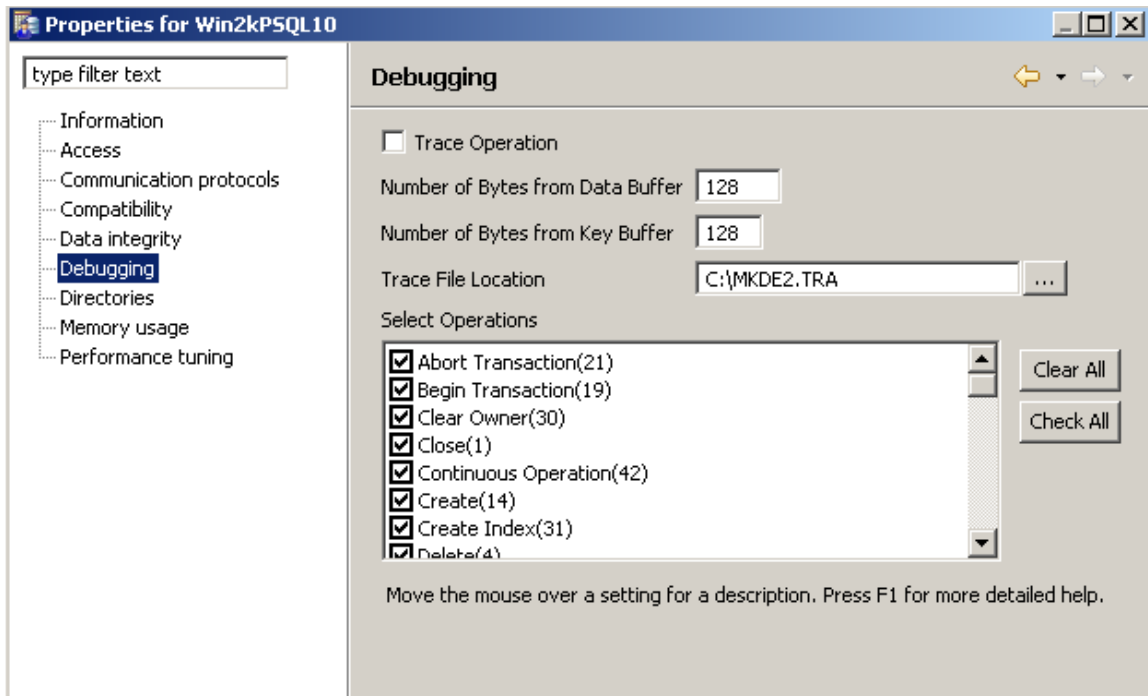 Properties for Win2kPSQL10
type filter text
Information
Access
Communication protocols
Compatibility
Data integrity
Debugging
Directories
Memory usage
Performance tuning
Debugging
Trace Operation
Number of Bytes from Data Buffer 128
Number of Bytes from Key Buffer 128
Trace File Location C:\MKDE2.TRA ...
Select Operations
Abort Transaction(21)
Begin Transaction(19)
Clear Owner(30)
Close(1)
Continuous Operation(42)
Create(14)
Create Index(31)
Delete(4)
Clear All
Check All
Move the mouse over a setting for a description. Press F1 for more detailed help.